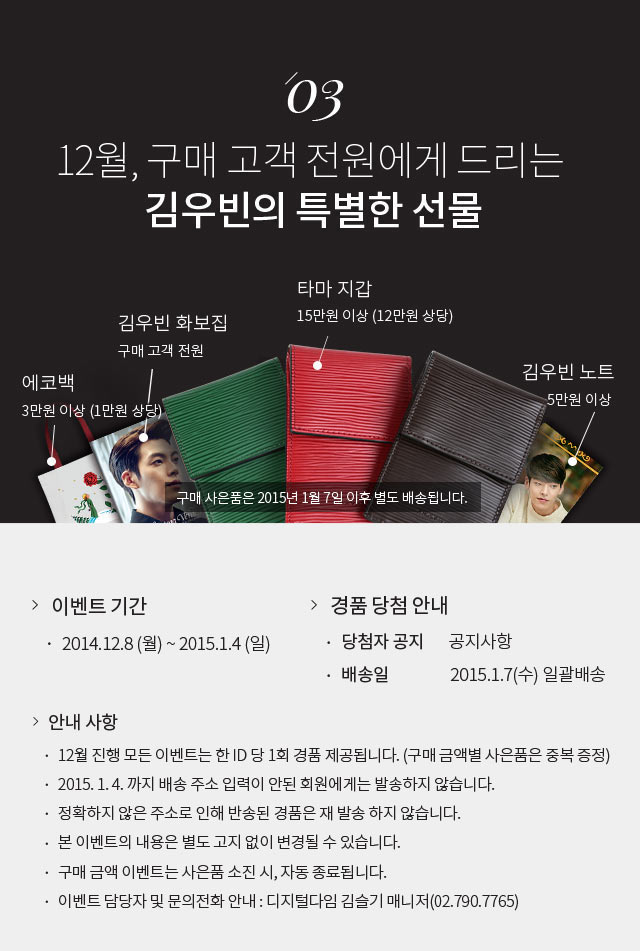 03
12월, 구매 고객 전원에게 드리는
김우빈의 특별한 선물
타마 지갑
15만원 이상 (12만원 상당)
김우빈 화보집
구매 고객 전원
김우빈 노트
5만원 이상
에코백
3만원 이상 (1만원 상당)
구매 사은품은 2015년 1월 7일 이후 별도 배송됩니다.
이벤트 기간
· 2014.12.8 (월) ~ 2015.1.4 (일)
경품 당첨 안내
· 당첨자 공지 공지사항
· 배송일 2015.1.7(수) 일괄배송
안내 사항
· 12월 진행 모든 이벤트는 한 ID 당 1회 경품 제공됩니다. (구매 금액별 사은품은 중복 증정)
· 2015. 1. 4. 까지 배송 주소 입력이 안된 회원에게는 발송하지 않습니다.
· 정확하지 않은 주소로 인해 반송된 경품은 재 발송 하지 않습니다.
· 본 이벤트의 내용은 별도 고지 없이 변경될 수 있습니다.
· 구매 금액 이벤트는 사은품 소진 시, 자동 종료됩니다.
· 이벤트 담당자 및 문의전화 안내 : 디지털다임 김슬기 매니저(02.790.7765)